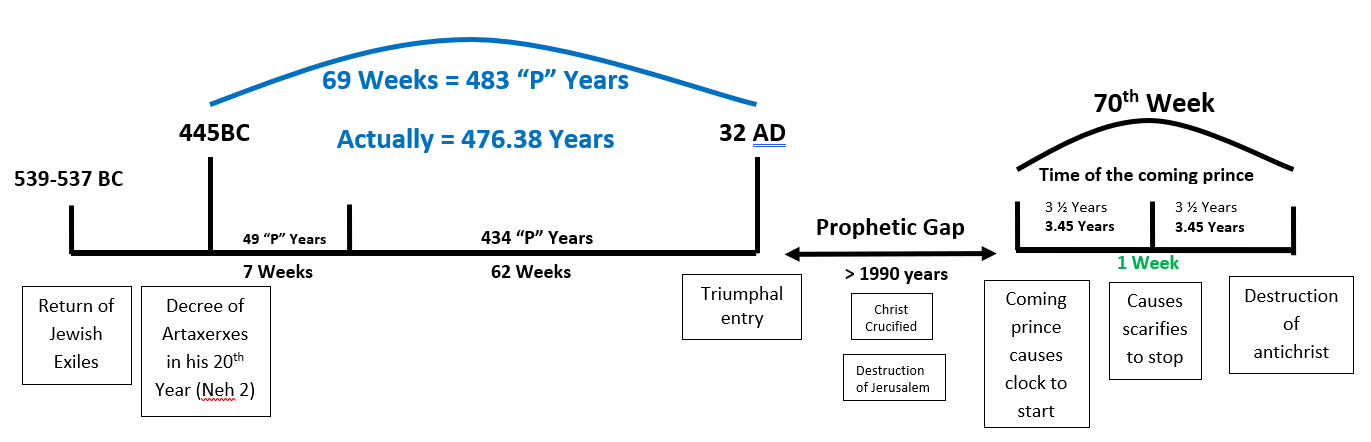 69 Weeks = 483 “P” Years
Actually = 476.38 Years
445BC
32 AD
539-537 BC
49 “P” Years
434 “P” Years
7 Weeks
62 Weeks
Return of
Jewish
Exiles
Decree of
Artaxerxes
in his 20th
Year (Neh 2)
Triumphal
entry
Prophetic Gap
> 1990 years
Christ
Crucified
Destruction
of Jerusalem
70th Week
Time of the coming prince
3 ½ Years
3.45 Years
3 ½ Years
3.45 Years
1 Week
Coming
prince
causes
clock to
start
Causes
scarifies
to stop
Destruction
of
antichrist